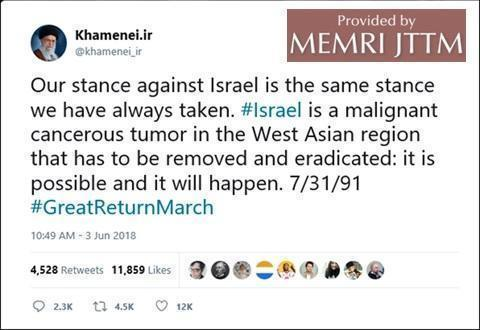 Provided by
MEMRI JTTM
Khamenei.ir
@khamenei_ir
Our stance against Israel is the same stance
we have always taken. #Israel is a malignant
cancerous tumor in the West Asian region
that has to be removed and eradicated: it is
possible and it will happen. 7/31/91
#GreatReturnMarch
10:49 AM - 3 Jun 2018
4,528 Retweets 11,859 Likes
2.3K 4.5K 12K